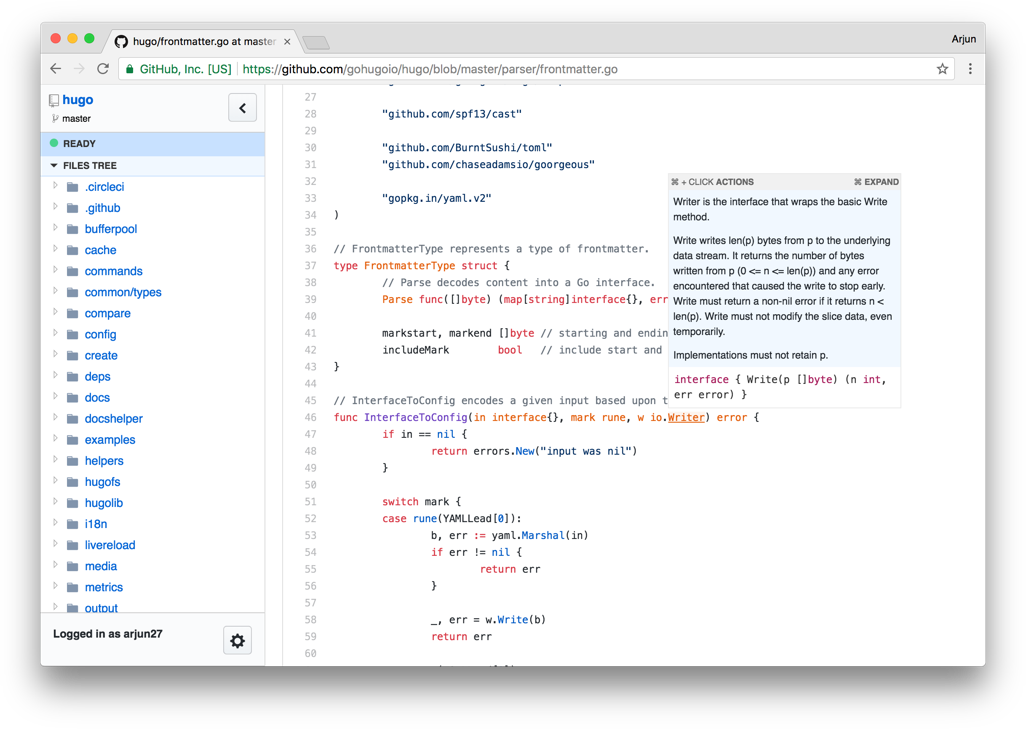 hugo/frontmatter.go at master
Arjun
GitHub, Inc. [US] https://github.com/gohugoio/hugo/blob/master/parser/frontmatter.go
hugo
master
READY
FILES TREE
.circleci
.github
bufferpool
cache
commands
common/types
compare
config
create
deps
docs
docshelper
examples
helpers
hugofs
hugolib
i18n
livereload
media
metrics
output
Logged in as arjun27
27
28 "github.com/spf13/cast"
29
30 "github.com/BurntSushi/toml"
31 "github.com/chaseadamsio/goorgeous"
32
33 "gopkg.in/yaml.v2"
34 )
35
36 // FrontmatterType represents a type of frontmatter.
37 type FrontmatterType struct {
38 // Parse decodes content into a Go interface.
39 Parse func([]byte) (map[string]interface{}, err
40
41 markstart, markend []byte // starting and endin
42 includeMark bool // include start and
43 }
44
45 // InterfaceToConfig encodes a given input based upon t
46 func InterfaceToConfig(in interface{}, mark rune, w io.Writer) error {
47 if in == nil {
48 return errors.New("input was nil")
49 }
50
51 switch mark {
52 case rune(YAMLLead[0]):
53 b, err := yaml.Marshal(in)
54 if err != nil {
55 return err
56 }
57
58 _, err = w.Write(b)
59 return err
60
⌘ + CLICK ACTIONS ⌘ EXPAND
Writer is the interface that wraps the basic Write
method.
Write writes len(p) bytes from p to the underlying
data stream. It returns the number of bytes
written from p (0 <= n <= len(p)) and any error
encountered that caused the write to stop early.
Write must return a non-nil error if it returns n <
len(p). Write must not modify the slice data, even
temporarily.
Implementations must not retain p.
interface { Write(p []byte) (n int,
err error) }